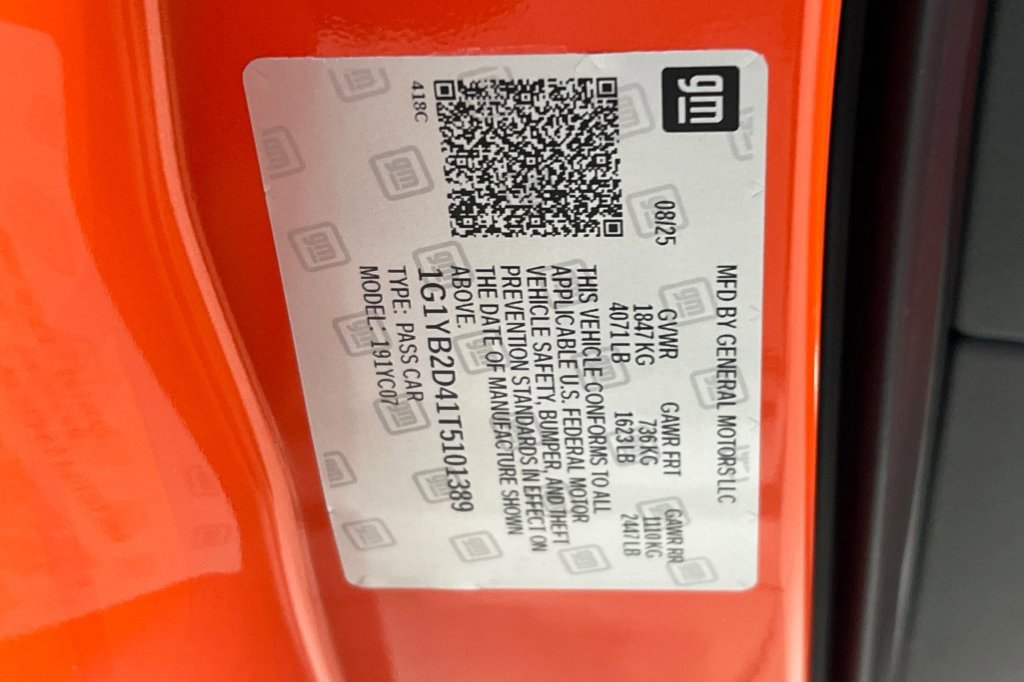 gm
MFD BY GENERAL MOTORS LLC
08/25 GVWR GAWR FRT GAWR RR
1847KG 736KG 1110KG
4071LB 1623LB 2447LB
THIS VEHICLE CONFORMS TO ALL
APPLICABLE U.S. FEDERAL MOTOR
VEHICLE SAFETY, BUMPER, AND THEFT
PREVENTION STANDARDS IN EFFECT ON
THE DATE OF MANUFACTURE SHOWN
ABOVE.
1G1YB2D41T5101389
TYPE: PASS CAR
MODEL: 191YC07
418C